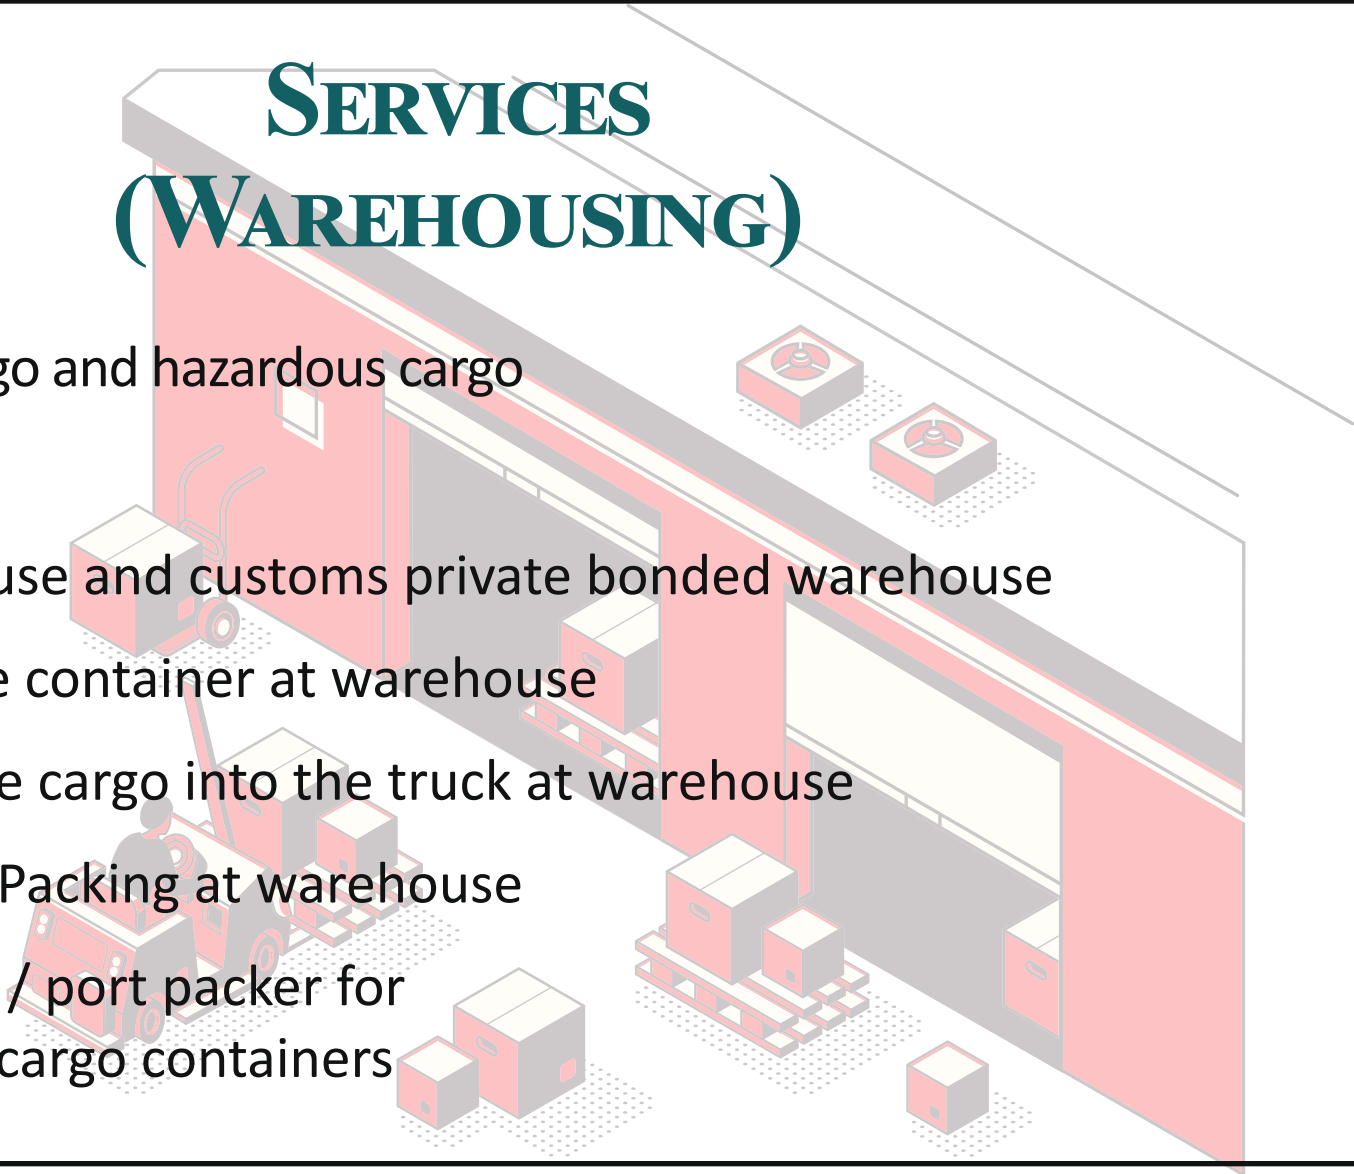 SERVICES
(WAREHOUSING)
go and hazardous cargo
use and customs private bonded warehouse
e container at warehouse
e cargo into the truck at warehouse
Packing at warehouse
/ port packer for
cargo containers